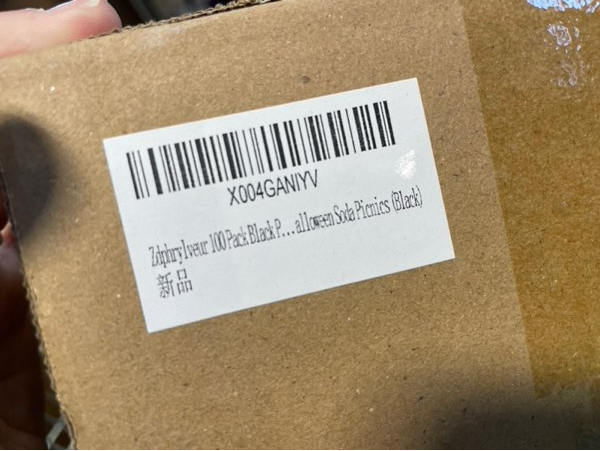 X004GANIYV
Zdphrylveur 100 Pack Black P...alloween Soda Picnics (Black)
新品